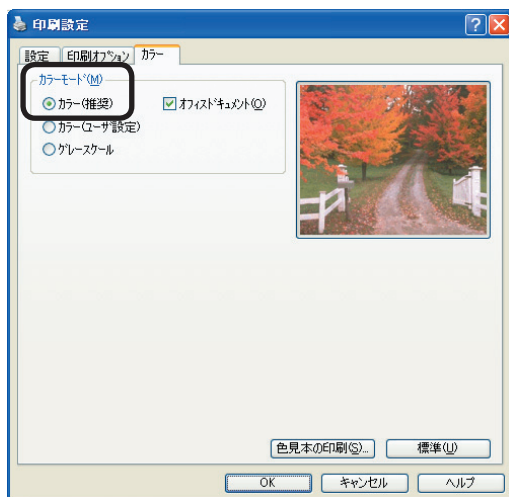 印刷設定
設定 印刷オプション カラー
カラーモード(M)
カラー(推奨) オフィスドキュメント(O)
カラー(ユーザ設定)
グレースケール
色見本の印刷(S)... 標準(U)
OK キャンセル ヘルプ